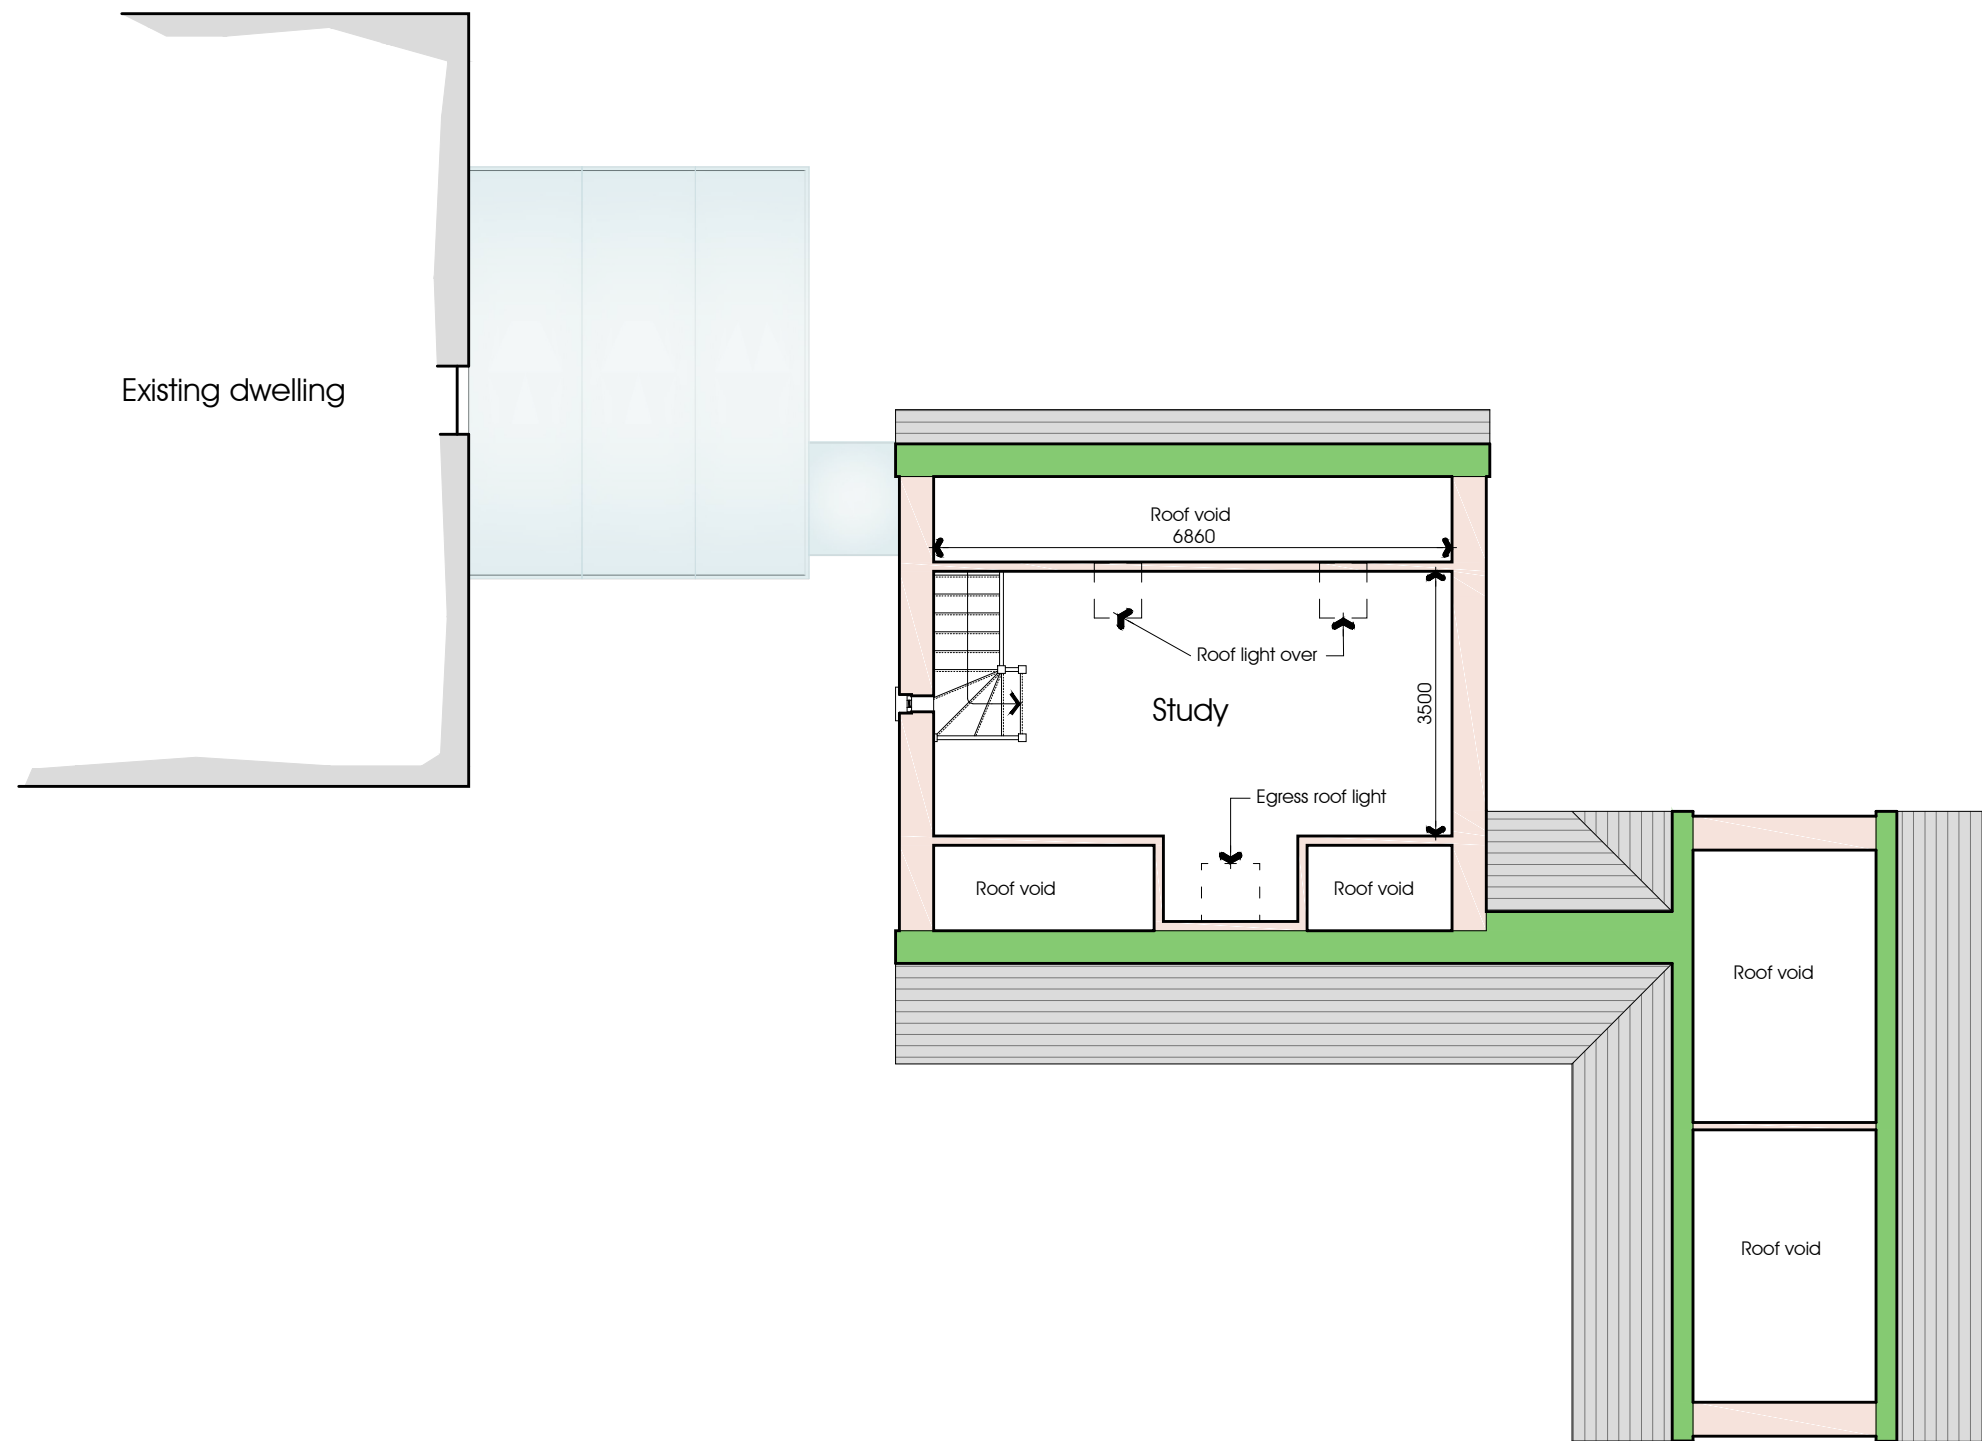 Existing dwelling
Roof void
6860
Roof light over
Study
3500
Egress roof light
Roof void
Roof void
Roof void
Roof void